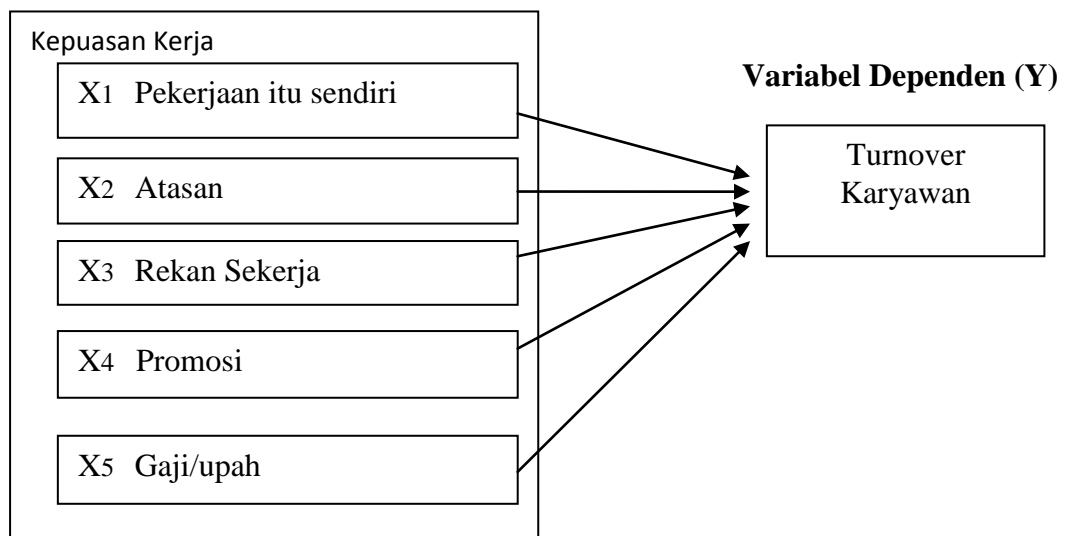 Kepuasan Kerja
X1 Pekerjaan itu sendiri
X2 Atasan
X3 Rekan Sekerja
X4 Promosi
X5 Gaji/upah
Variabel Dependen (Y)
Turnover
Karyawan